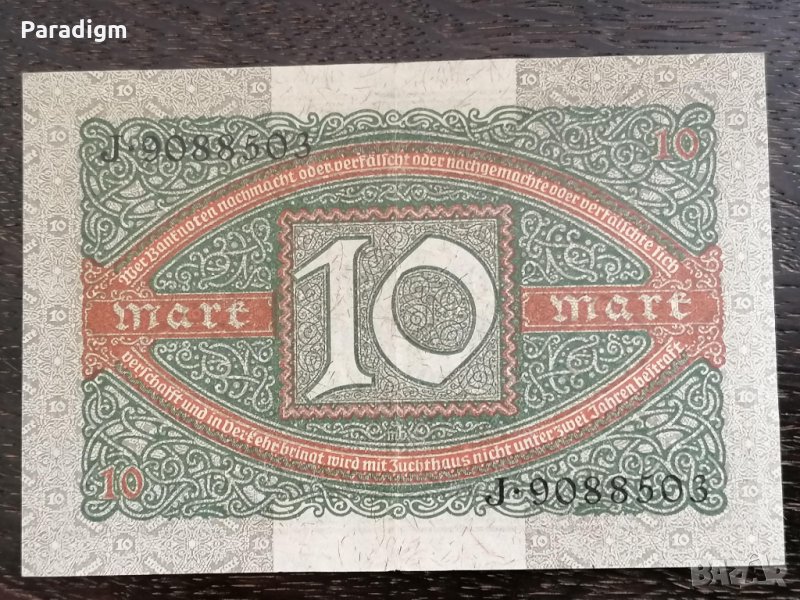 Paradigm
J·9088503
10
Wer Banknoten nachmacht oder verfälscht oder nachgemachte oder verfälschte sich
Mark 10 Mark
verschafft und in Verkehr bringt wird mit Zuchthaus nicht unter zwei Jahren bestraft
10
J·9088503
BAZAR